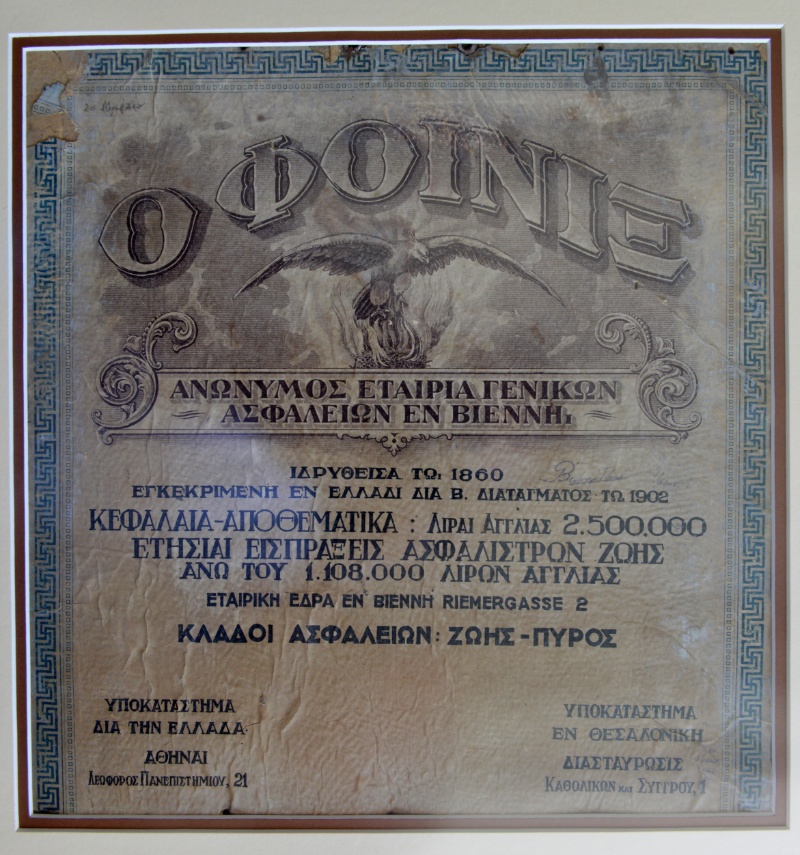 Ο ΦΟΙΝΙΞ
ΑΝΩΝΥΜΟΣ ΕΤΑΙΡΙΑ ΓΕΝΙΚΩΝ
ΑΣΦΑΛΕΙΩΝ ΕΝ ΒΙΕΝΝΗι
ΙΔΡΥΘΕΙΣΑ ΤΩι 1860
ΕΓΚΕΚΡΙΜΕΝΗ ΕΝ ΕΛΛΑΔΙ ΔΙΑ Β. ΔΙΑΤΑΓΜΑΤΟΣ ΤΩ 1902
ΚΕΦΑΛΑΙΑ-ΑΠΟΘΕΜΑΤΙΚΑ : ΛΙΡΑΙ ΑΓΓΛΙΑΣ 2.500.000
ΕΤΗΣΙΑΙ ΕΙΣΠΡΑΞΕΙΣ ΑΣΦΑΛΙΣΤΡΩΝ ΖΩΗΣ
ΑΝΩ ΤΟΥ 1.108.000 ΛΙΡΩΝ ΑΓΓΛΙΑΣ
ΕΤΑΙΡΙΚΗ ΕΔΡΑ ΕΝ ΒΙΕΝΝΗ RIEMERGASSE 2
ΚΛΑΔΟΙ ΑΣΦΑΛΕΙΩΝ: ΖΩΗΣ-ΠΥΡΟΣ
ΥΠΟΚΑΤΑΣΤΗΜΑ
ΔΙΑ ΤΗΝ ΕΛΛΑΔΑ
ΑΘΗΝΑΙ
ΛΕΩΦΟΡΟΣ ΠΑΝΕΠΙΣΤΗΜΙΟΥ, 21
ΥΠΟΚΑΤΑΣΤΗΜΑ
ΕΝ ΘΕΣΑΛΟΝΙΚΗ
ΔΙΑΣΤΑΥΡΩΣΙΣ
ΚΑΘΟΛΙΚΩΝ ΚΑΙ ΣΥΓΓΡΟΥ, 1